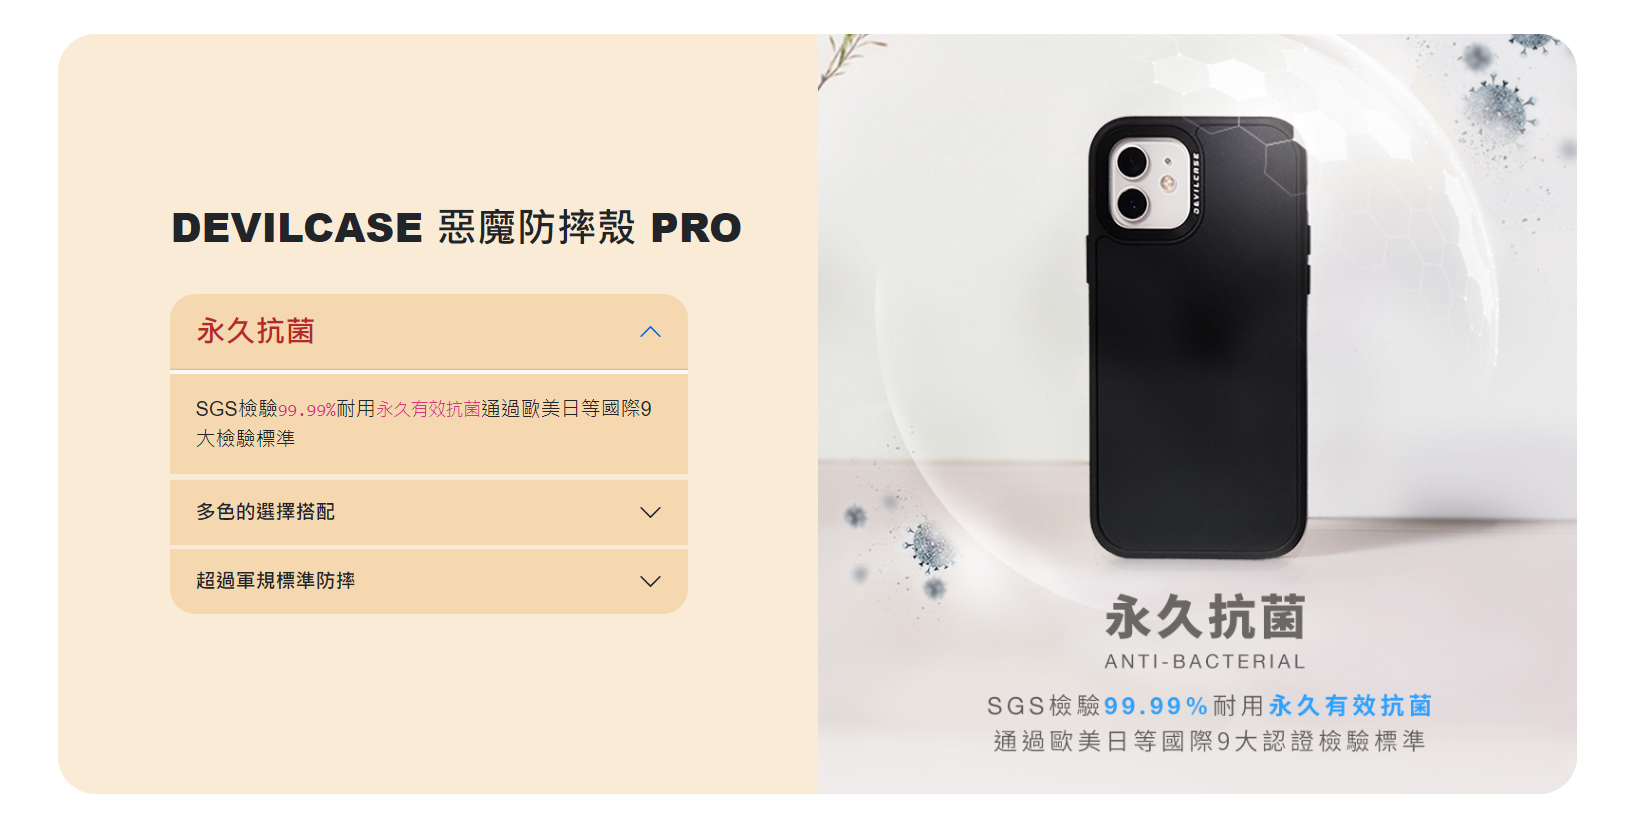 DEVILCASE 惡魔防摔殼 PRO
永久抗菌
SGS檢驗99.99%耐用永久有效抗菌通過歐美日等國際9
大檢驗標準
多色的選擇搭配
超過軍規標準防摔
DEVILCASE
永久抗菌
ANTI-BACTERIAL
SGS檢驗99.99%耐用永久有效抗菌
通過歐美日等國際9大認證檢驗標準